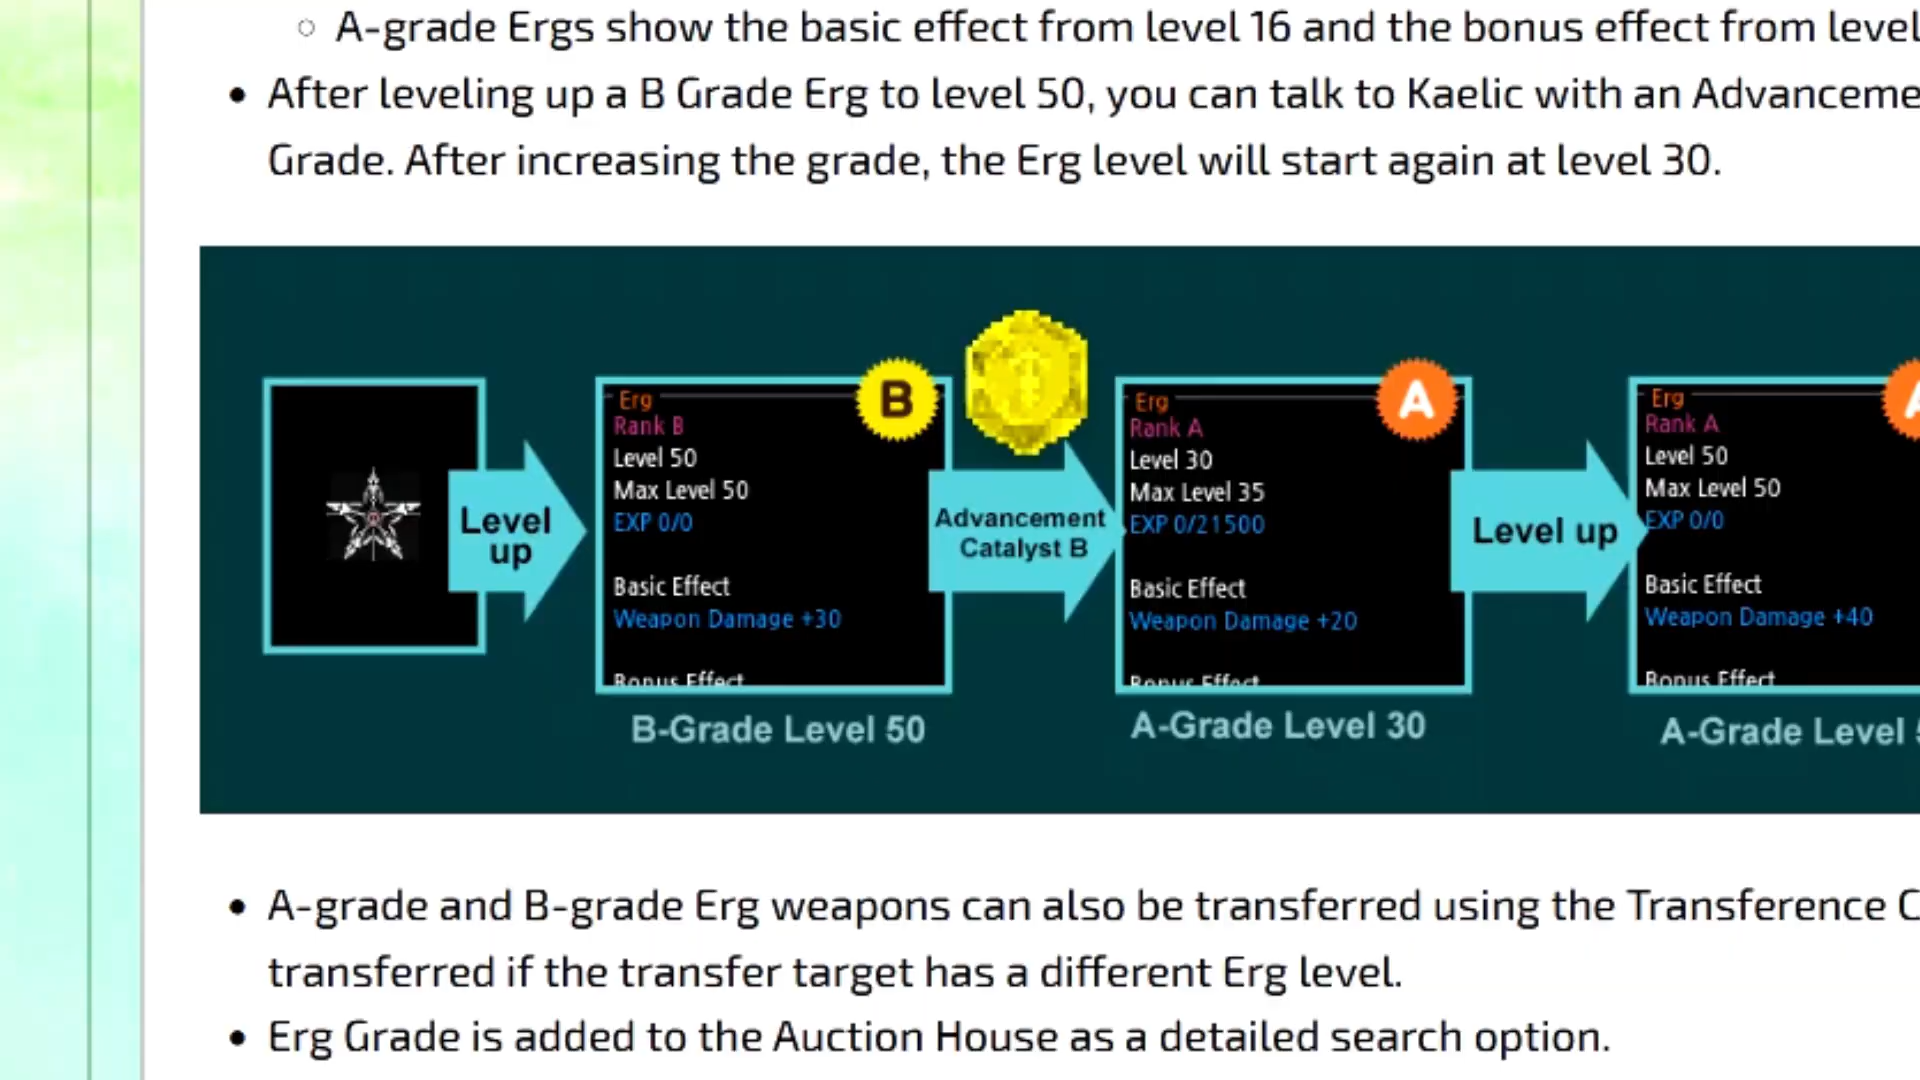 A-grade Ergs show the basic effect from level 16 and the bonus effect from level
After leveling up a B Grade Erg to level 50, you can talk to Kaelic with an Advanceme
Grade. After increasing the grade, the Erg level will start again at level 30.
Level
up
Erg
Rank B
Level 50
Max Level 50
EXP 0/0
Basic Effect
Weapon Damage +30
Bonus Effect
B
B-Grade Level 50
Advancement
Catalyst B
Erg
Rank A
Level 30
Max Level 35
EXP 0/21500
Basic Effect
Weapon Damage +20
Bonus Effect
A
A-Grade Level 30
Level up
Erg
Rank A
Level 50
Max Level 50
EXP 0/0
Basic Effect
Weapon Damage +40
Bonus Effect
A-Grade Level
A-grade and B-grade Erg weapons can also be transferred using the Transference C
transferred if the transfer target has a different Erg level.
Erg Grade is added to the Auction House as a detailed search option.